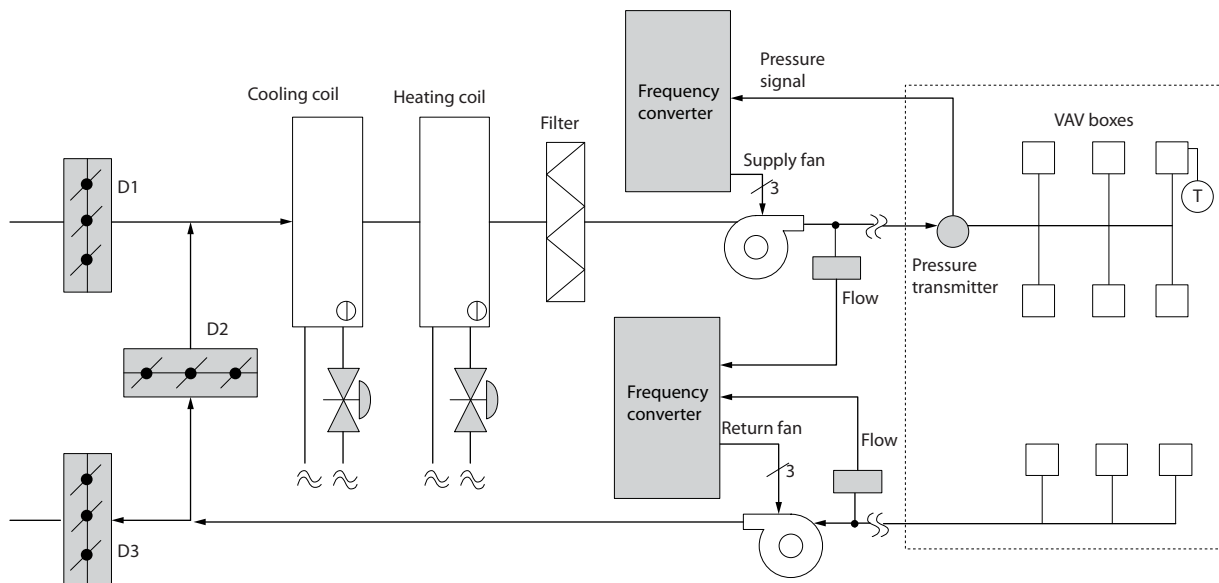 Cooling coil
Heating coil
Filter
Frequency
converter
Pressure
signal
VAV boxes
D1
Supply fan
3
T
Pressure
transmitter
Flow
D2
Frequency
converter
Return fan
3
Flow
D3